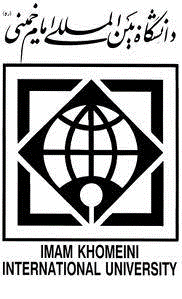 دانشگاه بین المللی امام خمینی (ره)
IMAM KHOMEINI
INTERNATIONAL UNIVERSITY